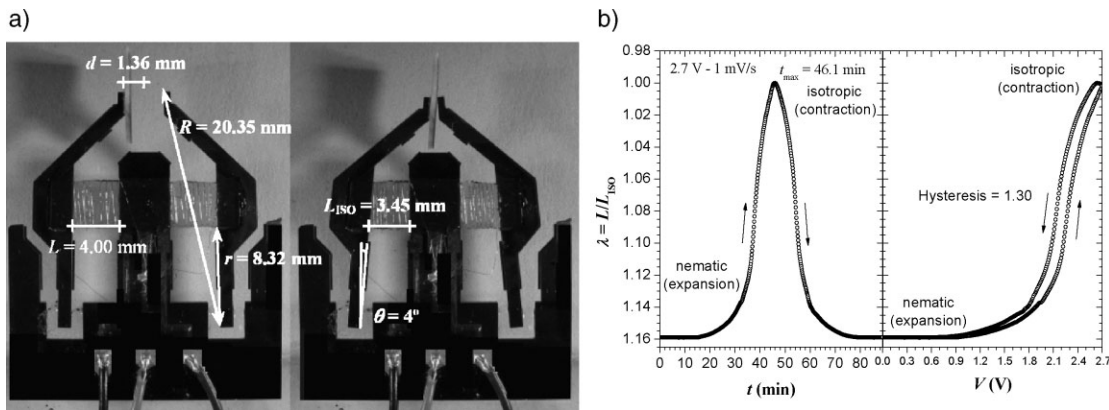 a)
d = 1.36 mm
R = 20.35 mm
L = 4.00 mm
r = 8.32 mm
L_ISO = 3.45 mm
θ = 4º
b)
λ = L/L_ISO
0.98
1.00
1.02
1.04
1.06
1.08
1.10
1.12
1.14
1.16
2.7 V - 1 mV/s
t_max = 46.1 min
isotropic
(contraction)
nematic
(expansion)
0 10 20 30 40 50 60 70 80
t (min)
isotropic
(contraction)
Hysteresis = 1.30
nematic
(expansion)
0.0 0.3 0.6 0.9 1.2 1.5 1.8 2.1 2.4 2.7
V (V)